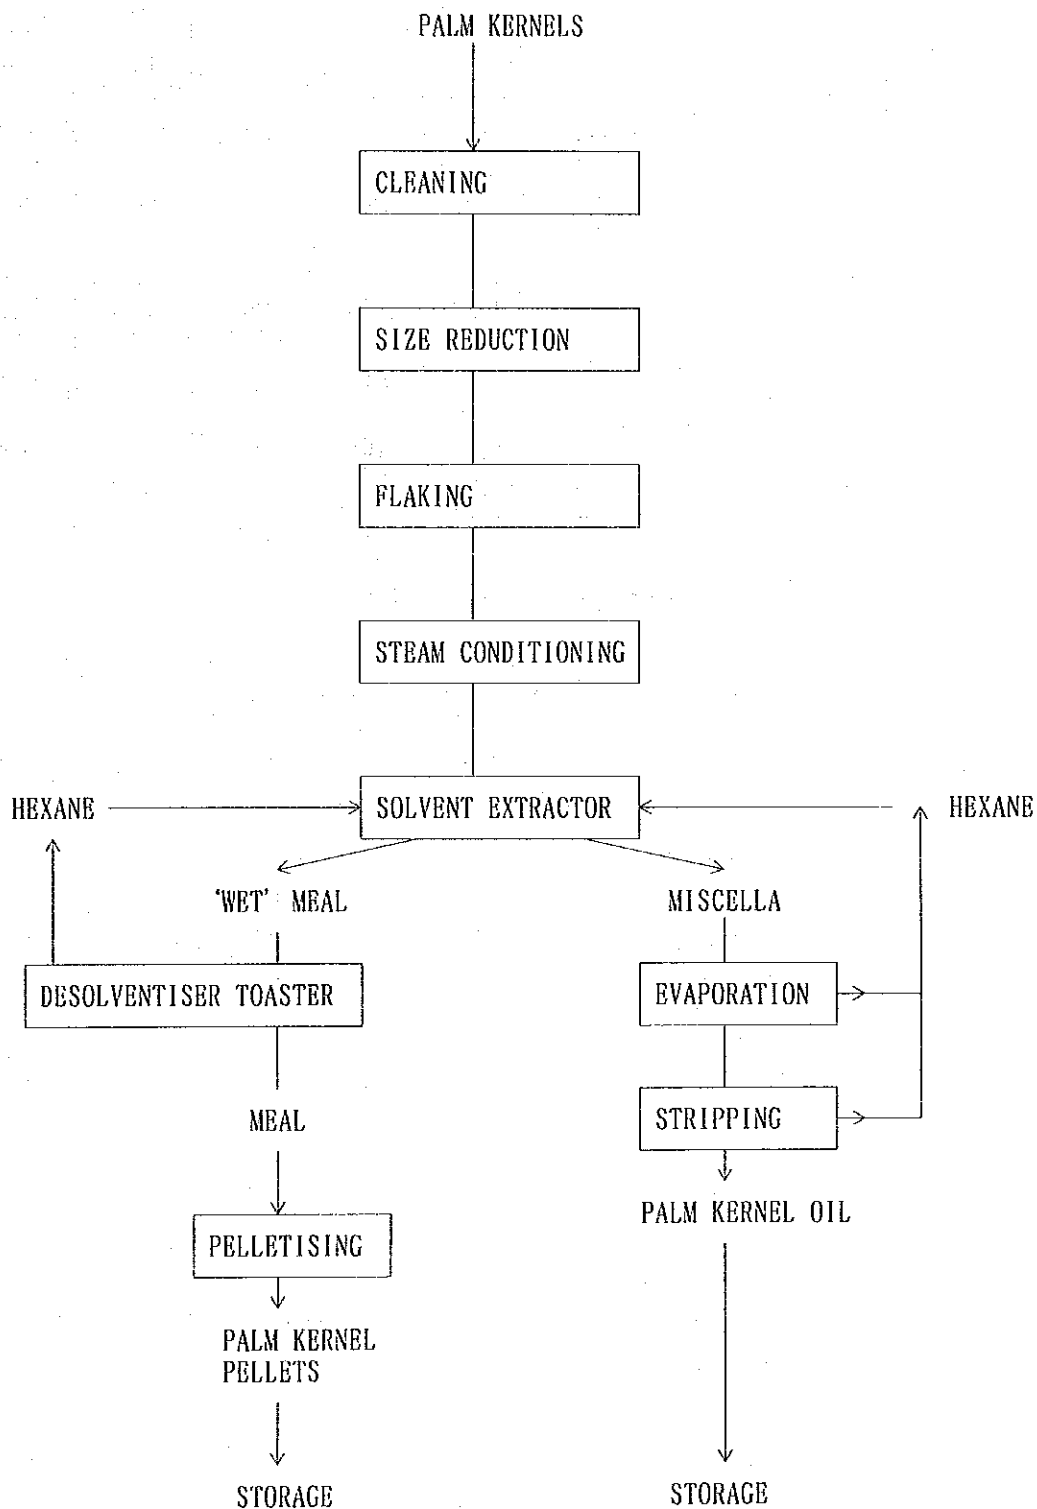 PALM KERNELS
CLEANING
SIZE REDUCTION
FLAKING
STEAM CONDITIONING
HEXANE
SOLVENT EXTRACTOR
HEXANE
'WET' MEAL
MISCELLA
DESOLVENTISER TOASTER
EVAPORATION
MEAL
STRIPPING
PALM KERNEL OIL
PELLETISING
PALM KERNEL
PELLETS
STORAGE
STORAGE